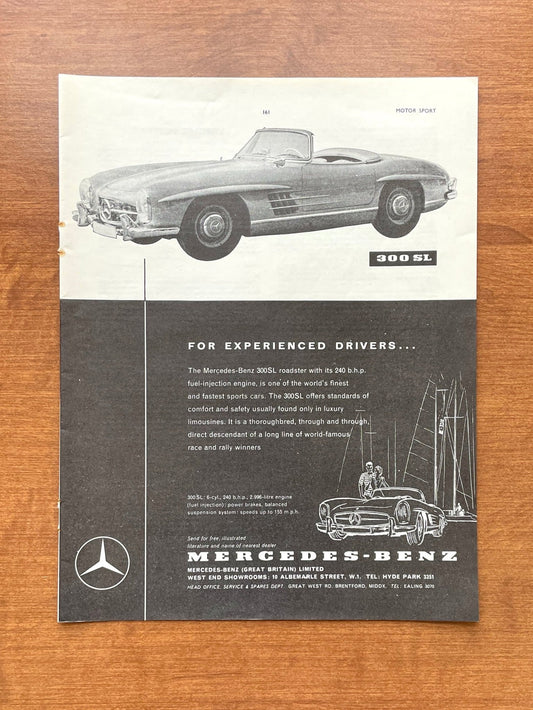 161
MOTOR SPORT
300 SL
FOR EXPERIENCED DRIVERS...
The Mercedes-Benz 300SL roadster with its 240 b.h.p.
fuel-injection engine, is one of the world's finest
and fastest sports cars. The 300SL offers standards of
comfort and safety usually found only in luxury
limousines. It is a thoroughbred, through and through,
direct descendant of a long line of world-famous
race and rally winners
300SL: 6-cyl., 240 b.h.p., 2.996-litre engine
(fuel injection); power brakes, balanced
suspension system: speeds up to 155 m.p.h.
Send for free, illustrated
literature and name of nearest dealer
MERCEDES-BENZ
MERCEDES-BENZ (GREAT BRITAIN) LIMITED
WEST END SHOWROOMS: 10 ALBEMARLE STREET, W.1. TEL: HYDE PARK 3351
HEAD OFFICE, SERVICE & SPARES DEPT. GREAT WEST RD. BRENTFORD, MIDDX. TEL: EALING 3070